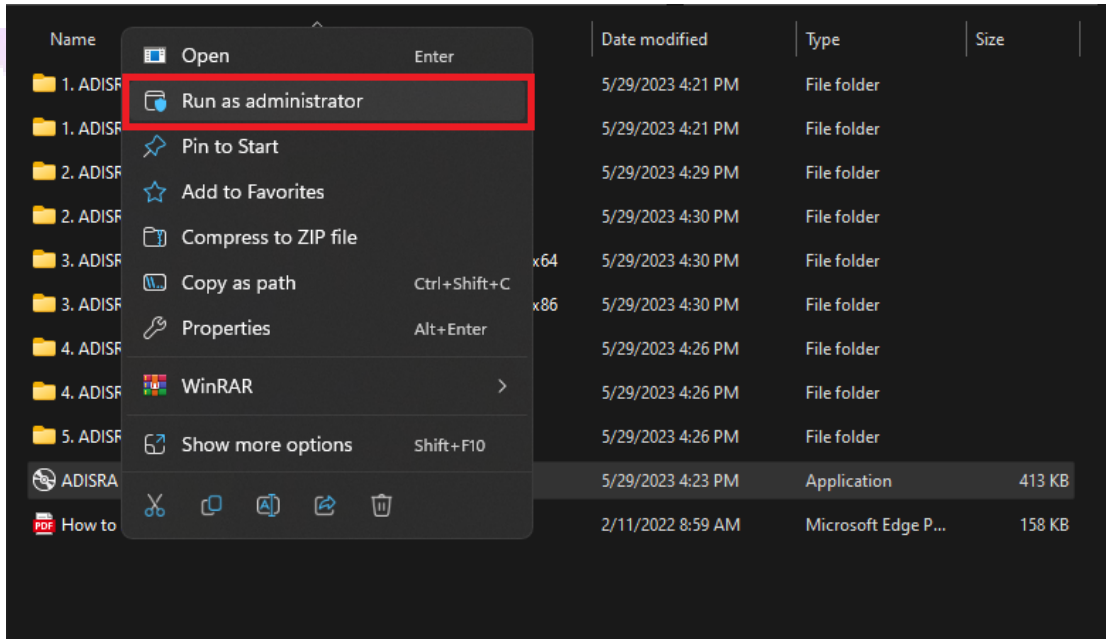 Name Date modified Type Size
Open Enter
1. ADISR 5/29/2023 4:21 PM File folder
Run as administrator
1. ADISR 5/29/2023 4:21 PM File folder
Pin to Start
2. ADISR 5/29/2023 4:29 PM File folder
Add to Favorites
2. ADISR 5/29/2023 4:30 PM File folder
Compress to ZIP file
3. ADISR x64 5/29/2023 4:30 PM File folder
Copy as path Ctrl+Shift+C
3. ADISR x86 5/29/2023 4:30 PM File folder
Properties Alt+Enter
4. ADISR 5/29/2023 4:26 PM File folder
WinRAR
4. ADISR 5/29/2023 4:26 PM File folder
5. ADISR 5/29/2023 4:26 PM File folder
Show more options Shift+F10
ADISRA 5/29/2023 4:23 PM Application 413 KB
PDF How to 2/11/2022 8:59 AM Microsoft Edge P... 158 KB